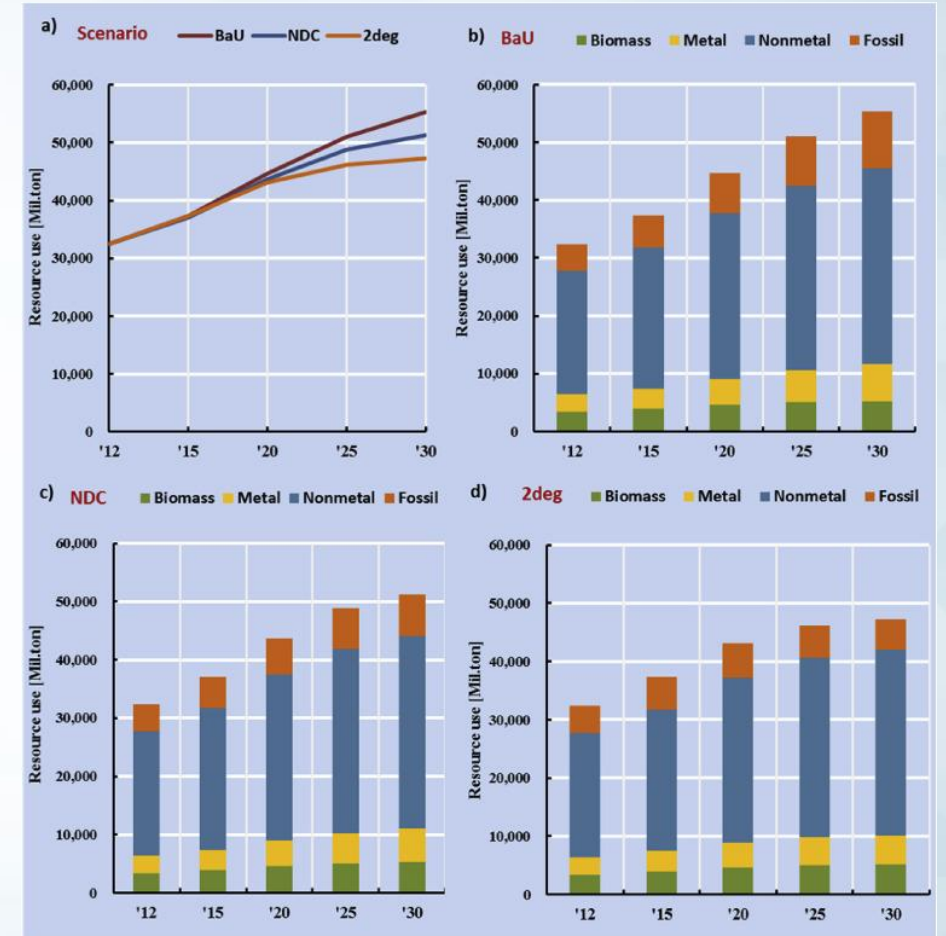 a) Scenario BaU NDC 2deg
60,000
50,000
40,000
30,000
20,000
10,000
0
Resource use [Mil.ton]
'12 '15 '20 '25 '30
b) BaU Biomass Metal Nonmetal Fossil
60,000
50,000
40,000
30,000
20,000
10,000
0
Resource use [Mil.ton]
'12 '15 '20 '25 '30
c) NDC Biomass Metal Nonmetal Fossil
60,000
50,000
40,000
30,000
20,000
10,000
0
Resource use [Mil.ton]
'12 '15 '20 '25 '30
d) 2deg Biomass Metal Nonmetal Fossil
60,000
50,000
40,000
30,000
20,000
10,000
0
Resource use [Mil.ton]
'12 '15 '20 '25 '30